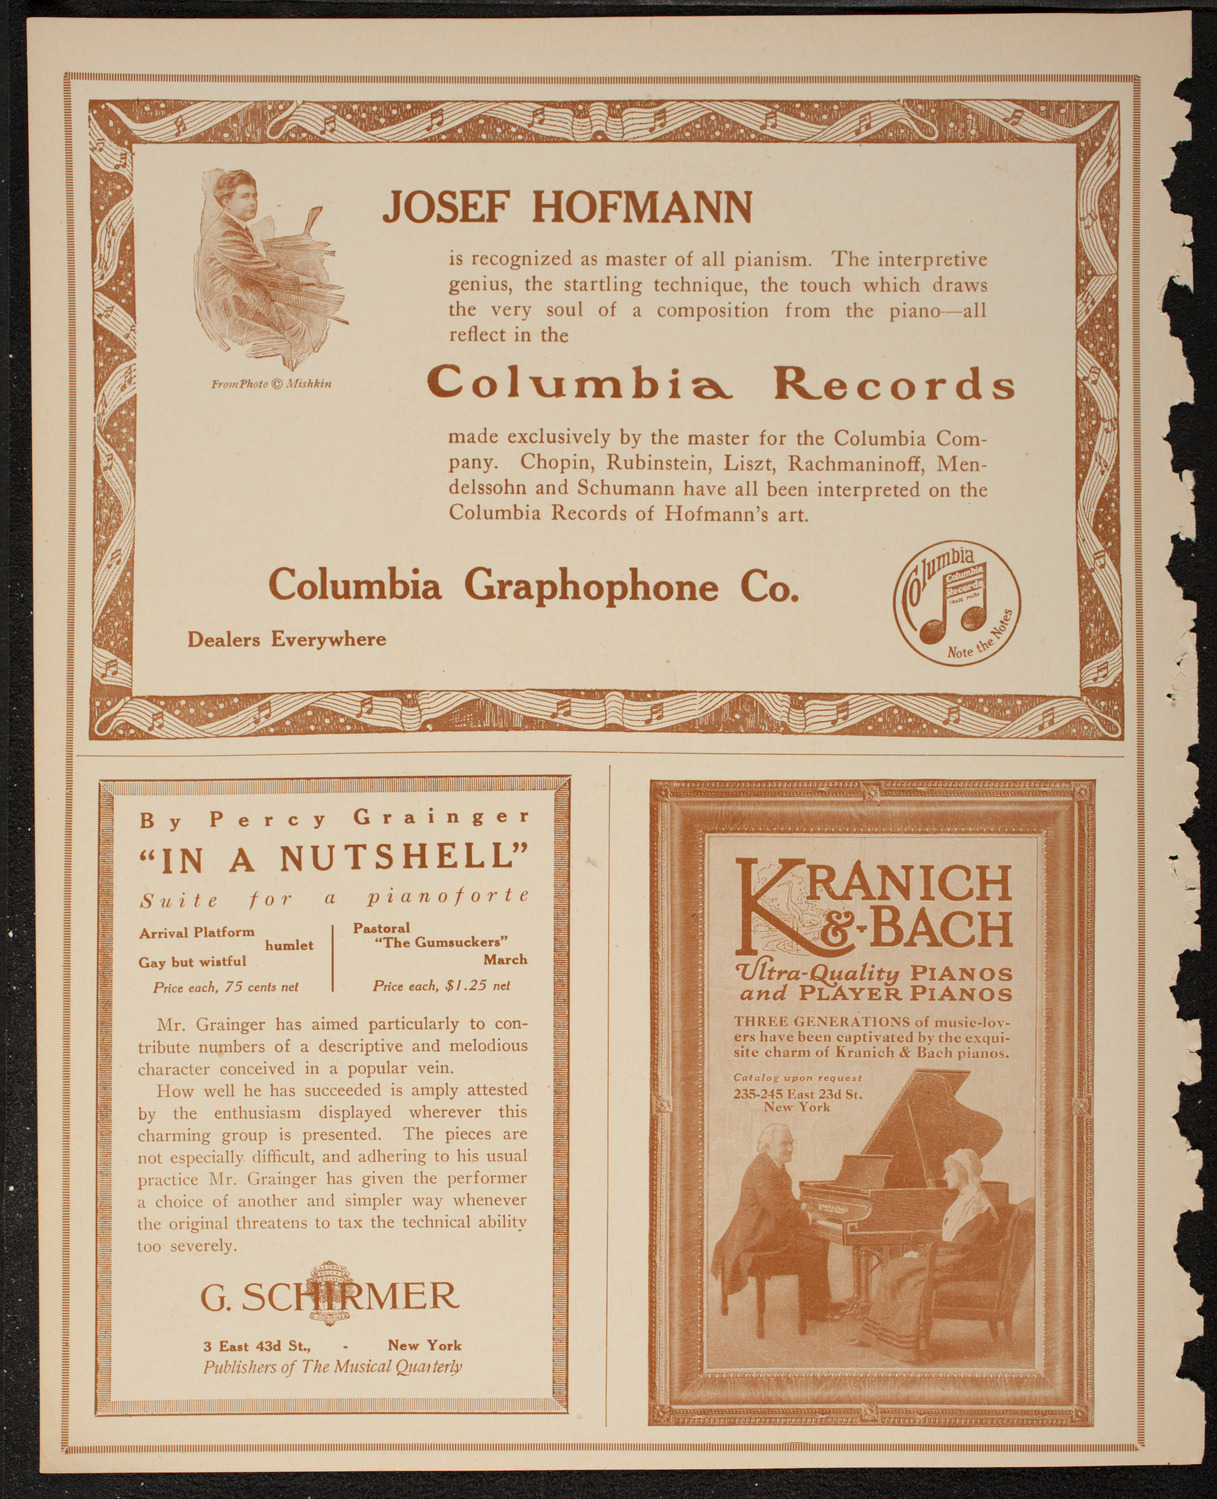 JOSEF HOFMANN
is recognized as master of all pianism. The interpretive
genius, the startling technique, the touch which draws
the very soul of a composition from the piano—all
reflect in the
From Photo © Mishkin
Columbia Records
made exclusively by the master for the Columbia Com-
pany. Chopin, Rubinstein, Liszt, Rachmaninoff, Men-
delssohn and Schumann have all been interpreted on the
Columbia Records of Hofmann's art.
Columbia Graphophone Co.
Dealers Everywhere
Columbia
Columbia
Records
TRADE MARK
Note the Notes
By Percy Grainger
“IN A NUTSHELL”
Suite for a pianoforte
Arrival Platform
humlet
Gay but wistful
Price each, 75 cents net
Pastoral
“The Gumsuckers”
March
Price each, $1.25 net
Mr. Grainger has aimed particularly to con-
tribute numbers of a descriptive and melodious
character conceived in a popular vein.
How well he has succeeded is amply attested
by the enthusiasm displayed wherever this
charming group is presented. The pieces are
not especially difficult, and adhering to his usual
practice Mr. Grainger has given the performer
a choice of another and simpler way whenever
the original threatens to tax the technical ability
too severely.
G. SCHIRMER
3 East 43d St., - New York
Publishers of The Musical Quarterly
KRANICH
&-BACH
Ultra-Quality PIANOS
and PLAYER PIANOS
THREE GENERATIONS of music-lov-
ers have been captivated by the exqui-
site charm of Kranich & Bach pianos.
Catalog upon request
235-245 East 23d St.
New York